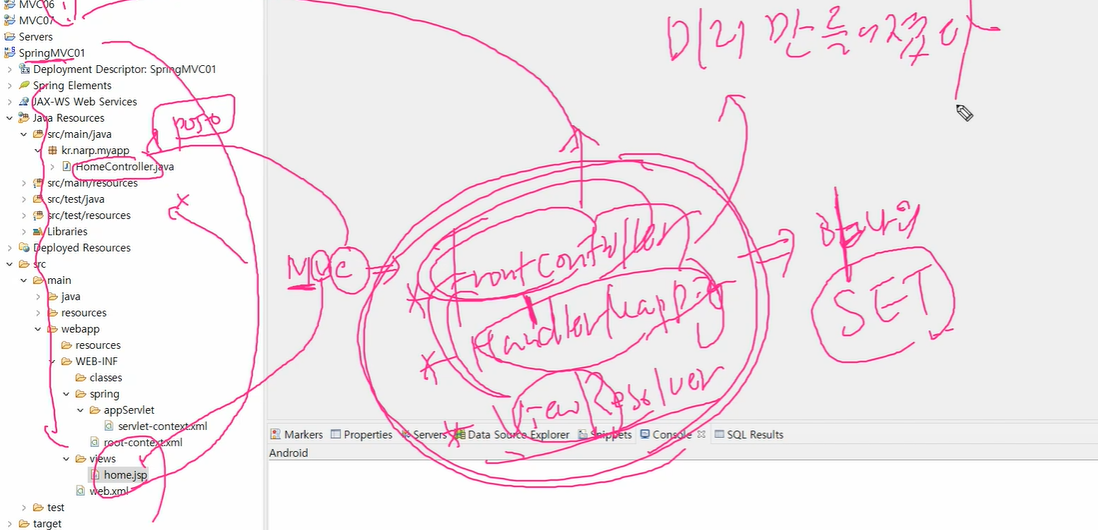 MVC06
MVC07
Servers
SpringMVC01
Deployment Descriptor: SpringMVC01
Spring Elements
JAX-WS Web Services
Java Resources
src/main/java
kr.narp.myapp
HomeController.java
src/main/resources
src/test/java
src/test/resources
Libraries
Deployed Resources
src
main
java
resources
webapp
resources
WEB-INF
classes
spring
appServlet
servlet-context.xml
root-context.xml
views
home.jsp
web.xml
test
target
POJO
MVC
FrontController
HandlerMapping
ViewResolver
미리 만들어졌다
하나의
SET
Markers Properties Servers Data Source Explorer Snippets Console SQL Results
Android